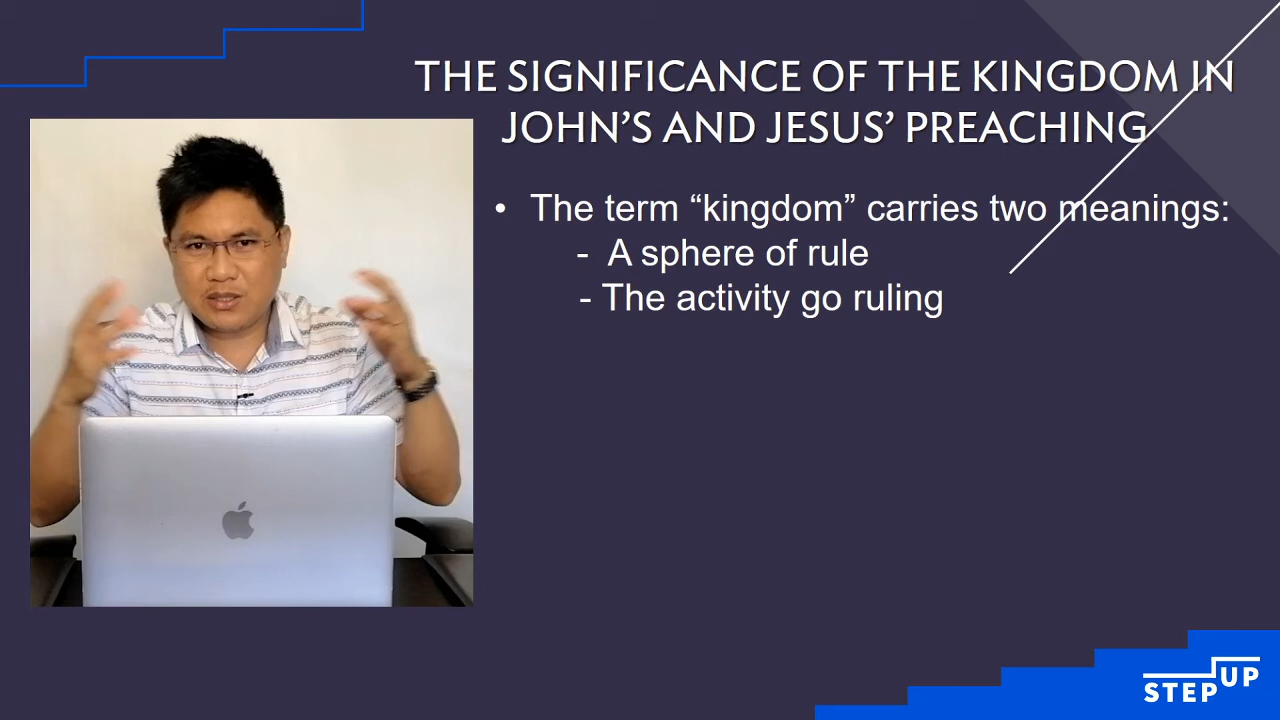 THE SIGNIFICANCE OF THE KINGDOM IN
JOHN’S AND JESUS’ PREACHING
• The term “kingdom” carries two meanings:
- A sphere of rule
- The activity go ruling
STEP UP